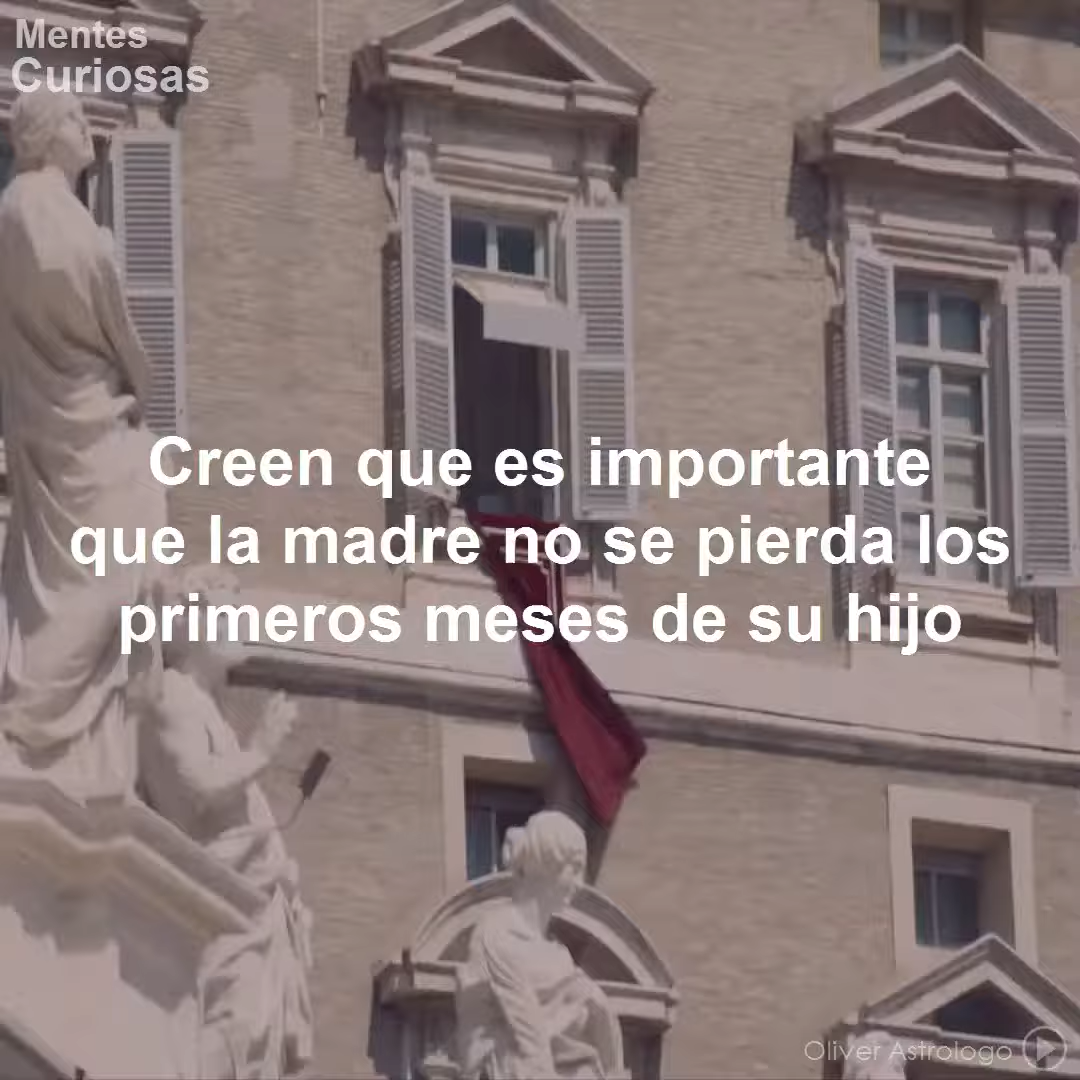 Mentes
Curiosas
Creen que es importante
que la madre no se pierda los
primeros meses de su hijo
Oliver Astrologo